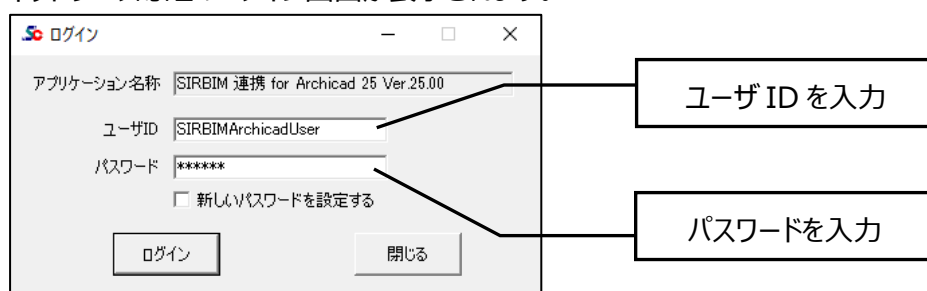 ログイン
アプリケーション名称 SIRBIM 連携 for Archicad 25 Ver.25.00
ユーザID SIRBIMArchicadUser
ユーザ ID を入力
パスワード ******
新しいパスワードを設定する
パスワードを入力
ログイン 閉じる